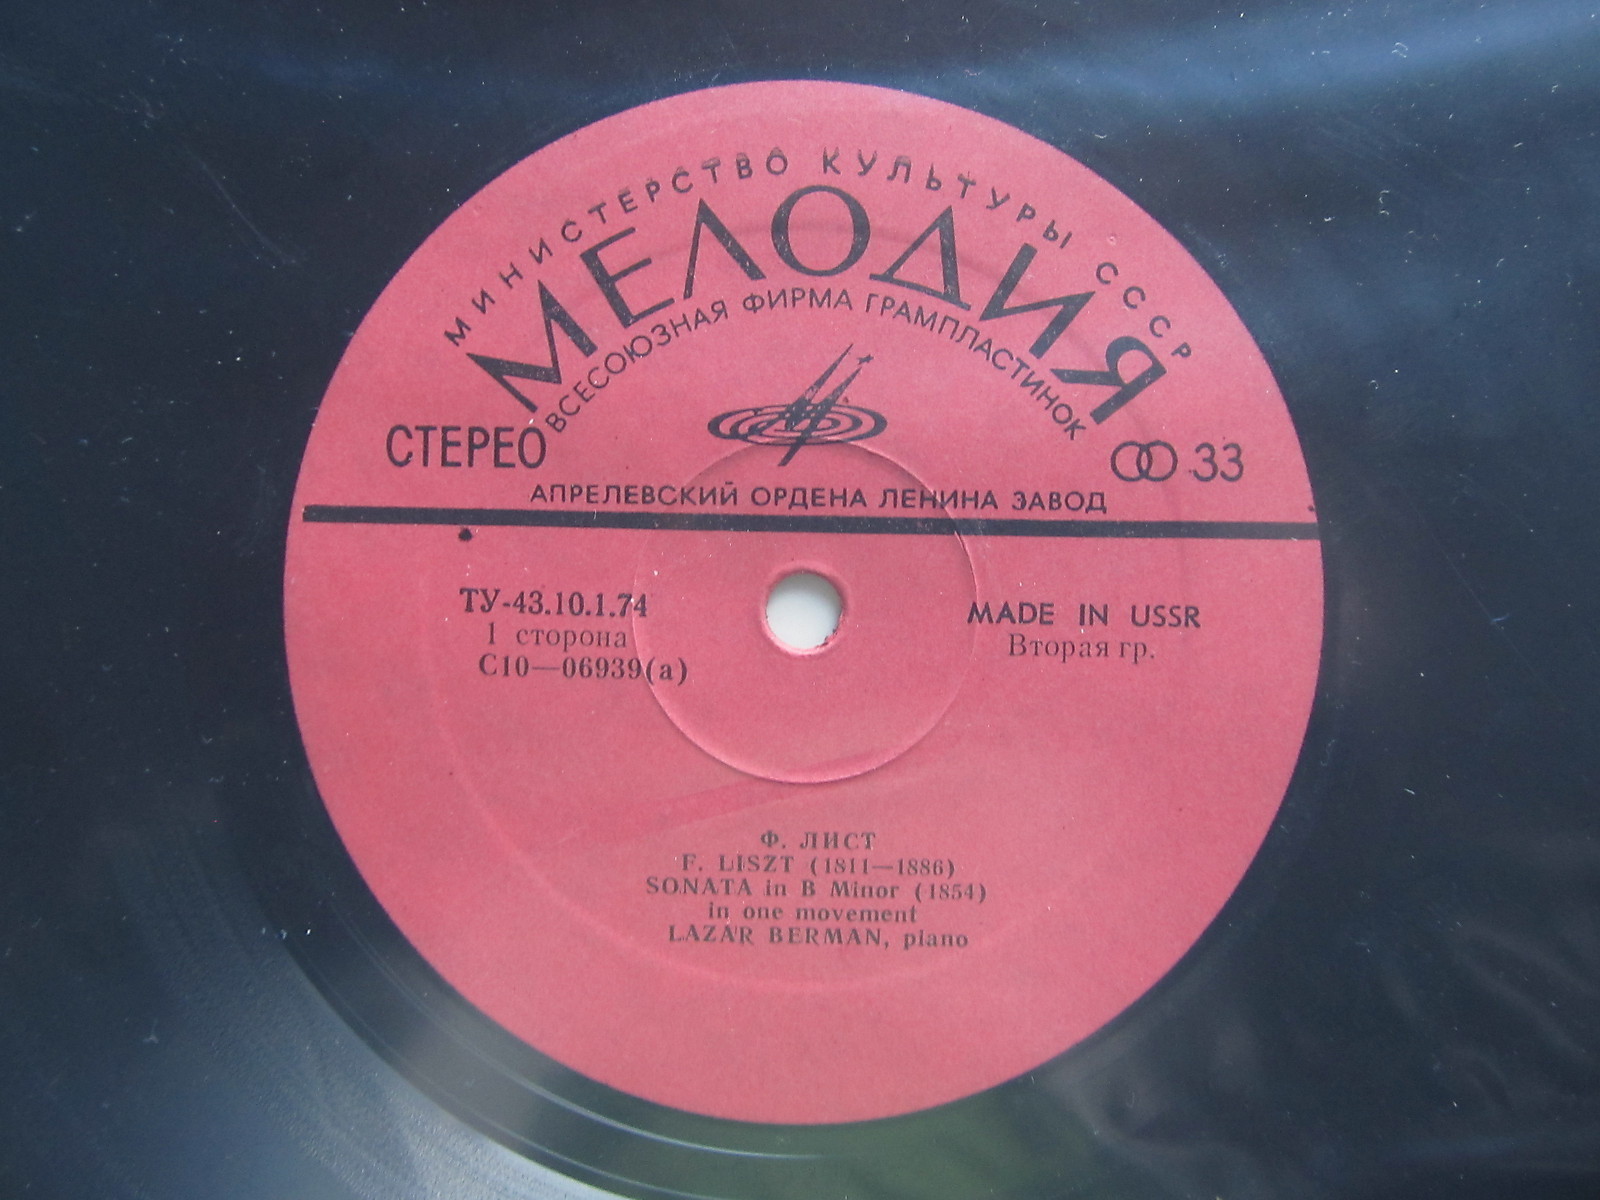 МИНИСТЕРСТВО КУЛЬТУРЫ СССР
МЕЛОДИЯ
ВСЕСОЮЗНАЯ ФИРМА ГРАМПЛАСТИНОК
СТЕРЕО
33
АПРЕЛЕВСКИЙ ОРДЕНА ЛЕНИНА ЗАВОД
ТУ-43.10.1.74
1 сторона
С10—06939(а)
MADE IN USSR
Вторая гр.
Ф. ЛИСТ
F. LISZT (1811—1886)
SONATA in B Minor (1854)
in one movement
LAZAR BERMAN, piano